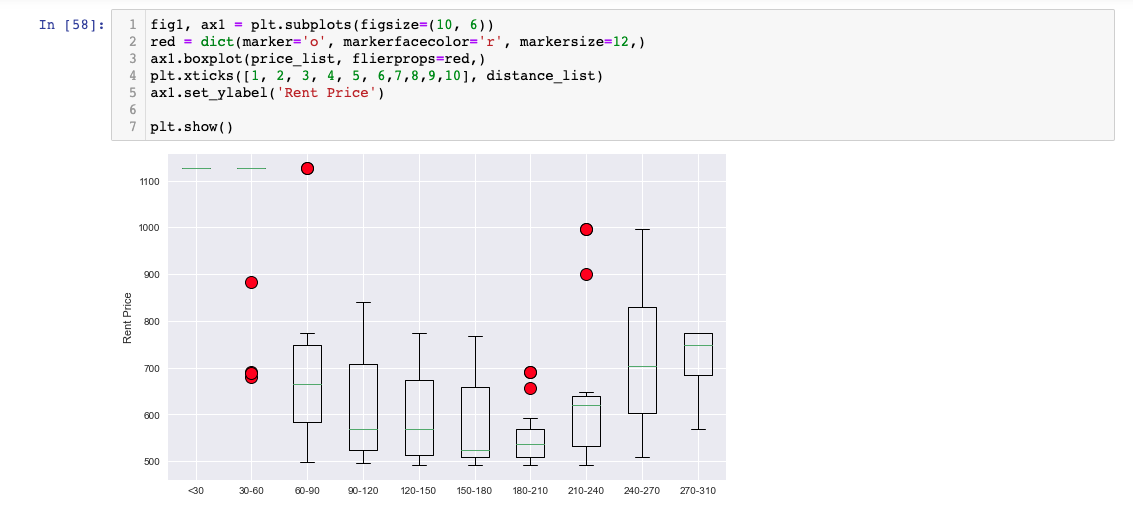 In [58]:
1 fig1, ax1 = plt.subplots(figsize=(10, 6))
2 red = dict(marker='o', markerfacecolor='r', markersize=12,)
3 ax1.boxplot(price_list, flierprops=red,)
4 plt.xticks([1, 2, 3, 4, 5, 6,7,8,9,10], distance_list)
5 ax1.set_ylabel('Rent Price')
6
7 plt.show()
1100
1000
900
800
700
600
500
Rent Price
<30 30-60 60-90 90-120 120-150 150-180 180-210 210-240 240-270 270-310